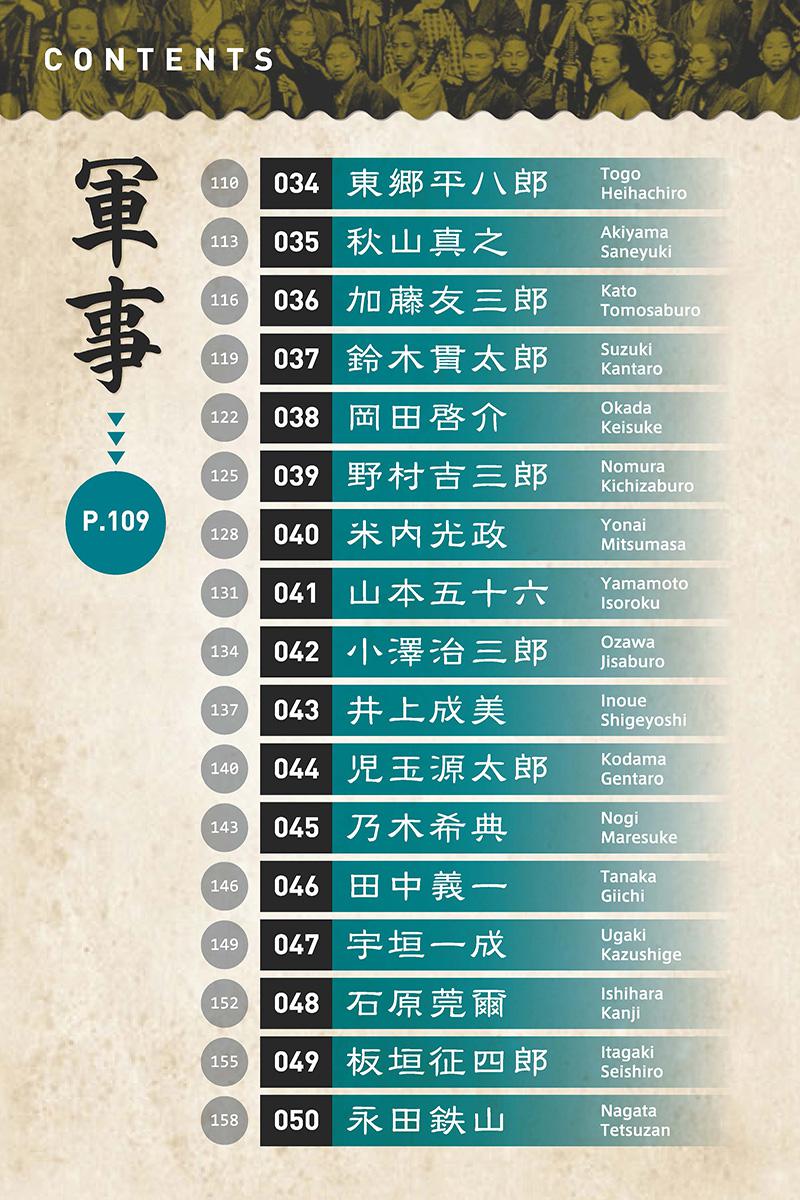 CONTENTS
軍事
P.109
110 034 東郷平八郎 Togo Heihachiro
113 035 秋山真之 Akiyama Saneyuki
116 036 加藤友三郎 Kato Tomosaburo
119 037 鈴木貫太郎 Suzuki Kantaro
122 038 岡田啓介 Okada Keisuke
125 039 野村吉三郎 Nomura Kichizaburo
128 040 米内光政 Yonai Mitsumasa
131 041 山本五十六 Yamamoto Isoroku
134 042 小澤治三郎 Ozawa Jisaburo
137 043 井上成美 Inoue Shigeyoshi
140 044 児玉源太郎 Kodama Gentaro
143 045 乃木希典 Nogi Maresuke
146 046 田中義一 Tanaka Giichi
149 047 宇垣一成 Ugaki Kazushige
152 048 石原莞爾 Ishihara Kanji
155 049 板垣征四郎 Itagaki Seishiro
158 050 永田鉄山 Nagata Tetsuzan